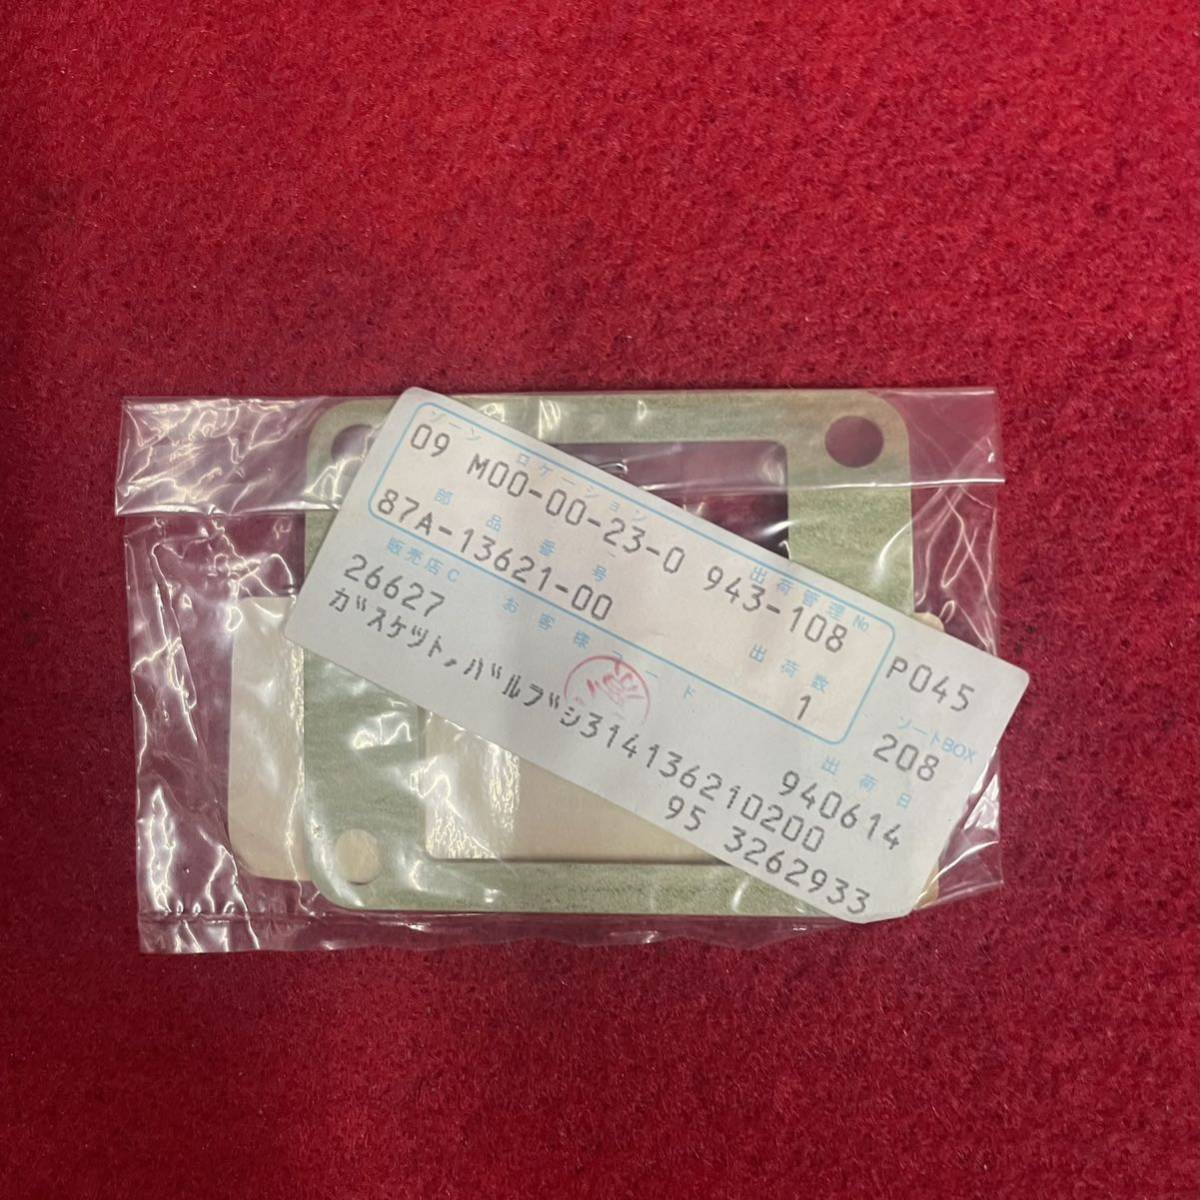 ゾーン ロケーション 出荷管理№
09 M00-00-23-0 943-108 P045
部品番号 出荷数 ソートBOX
87A-13621-00 1 208
販売店C お客様コード 出荷日
26627 940614
ガスケツト,バルブシ314136210200
95 3262933